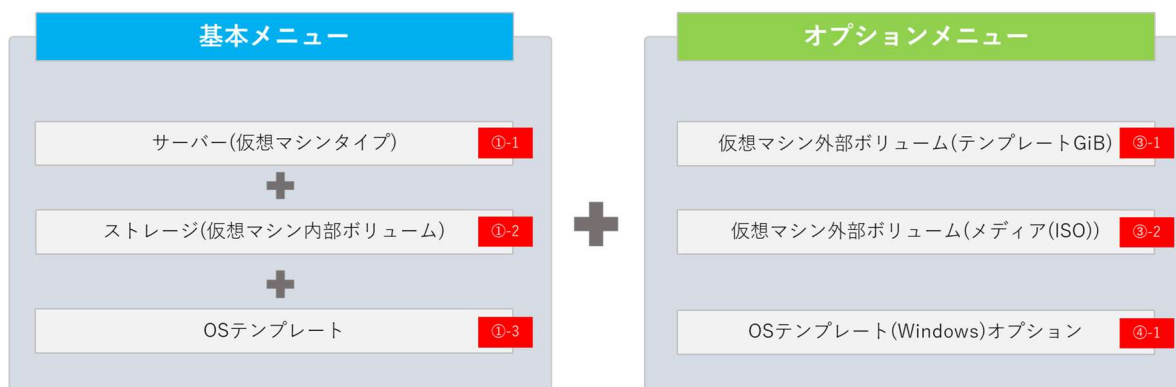 基本メニュー
サーバー(仮想マシンタイプ)
①-1
ストレージ(仮想マシン内部ボリューム)
①-2
OSテンプレート
①-3
オプションメニュー
仮想マシン外部ボリューム(テンプレートGiB)
③-1
仮想マシン外部ボリューム(メディア(ISO))
③-2
OSテンプレート(Windows)オプション
④-1